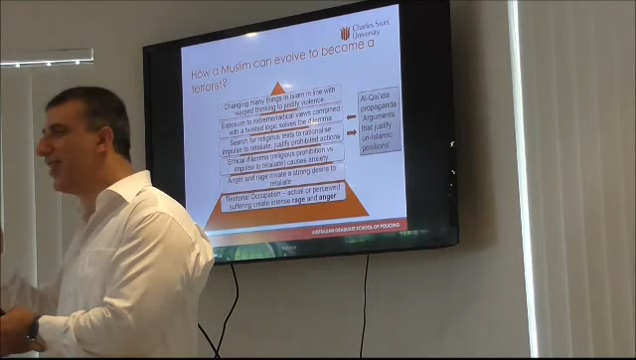 Charles Sturt
University
How a Muslim can evolve to become a
terrorist?
Changing many things in Islam in line with
warped thinking to justify violence
Exposure to extreme/radical views combined
with a twisted logic solves the dilemma
Search for religious texts to rationalise
impulse to retaliate, justify prohibited actions
Ethical dilemma (religious prohibition vs
impulse to retaliate) causes anxiety
Anger and rage create a strong desire to
retaliate
Territorial Occupation – actual or perceived
suffering create intense rage and anger
Al-Qai'ida
propaganda
'Arguments
that justify
un-Islamic
positions'
AUSTRALIAN GRADUATE SCHOOL OF POLICING